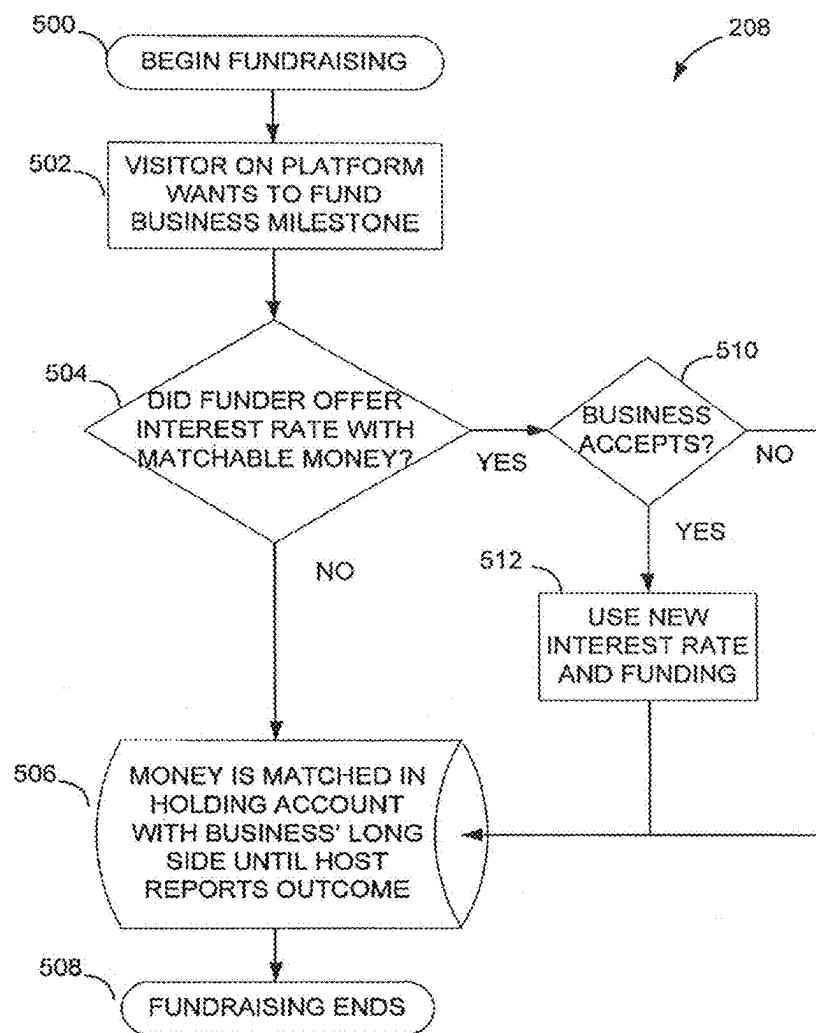 500
BEGIN FUNDRAISING
208
502
VISITOR ON PLATFORM
WANTS TO FUND
BUSINESS MILESTONE
504
DID FUNDER OFFER
INTEREST RATE WITH
MATCHABLE MONEY?
YES
NO
510
BUSINESS
ACCEPTS?
NO
YES
512
USE NEW
INTEREST RATE
AND FUNDING
506
MONEY IS MATCHED IN
HOLDING ACCOUNT
WITH BUSINESS' LONG
SIDE UNTIL HOST
REPORTS OUTCOME
508
FUNDRAISING ENDS